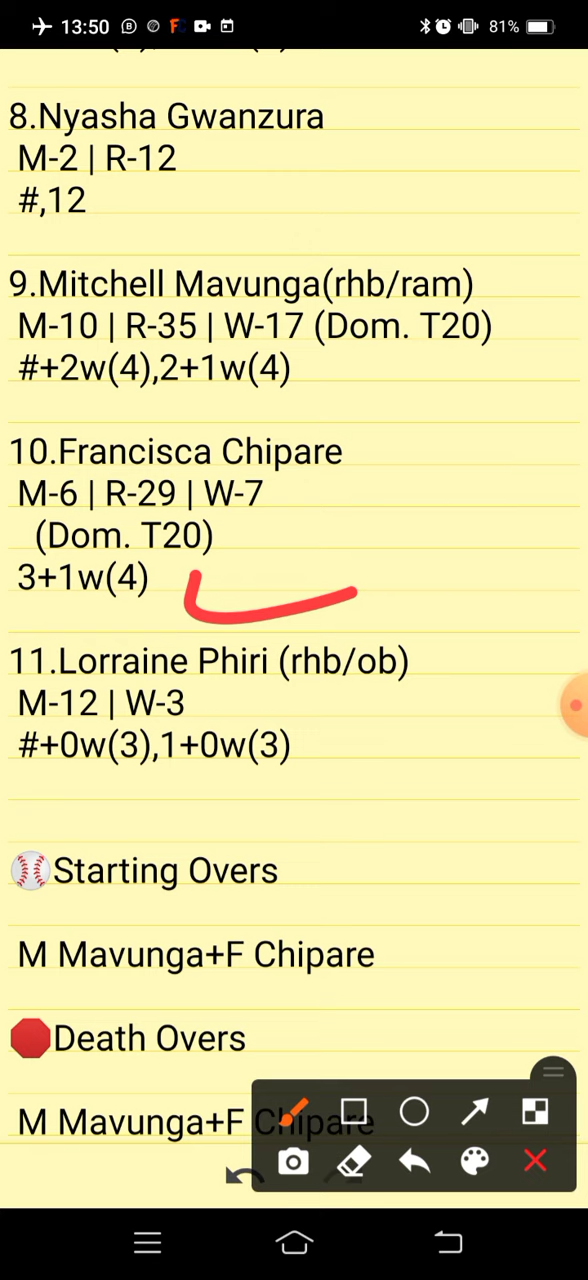 13:50
81%
8.Nyasha Gwanzura
M-2 | R-12
#,12
9.Mitchell Mavunga(rhb/ram)
M-10 | R-35 | W-17 (Dom. T20)
#+2w(4),2+1w(4)
10.Francisca Chipare
M-6 | R-29 | W-7
(Dom. T20)
3+1w(4)
11.Lorraine Phiri (rhb/ob)
M-12 | W-3
#+0w(3),1+0w(3)
Starting Overs
M Mavunga+F Chipare
Death Overs
M Mavunga+F Chipare